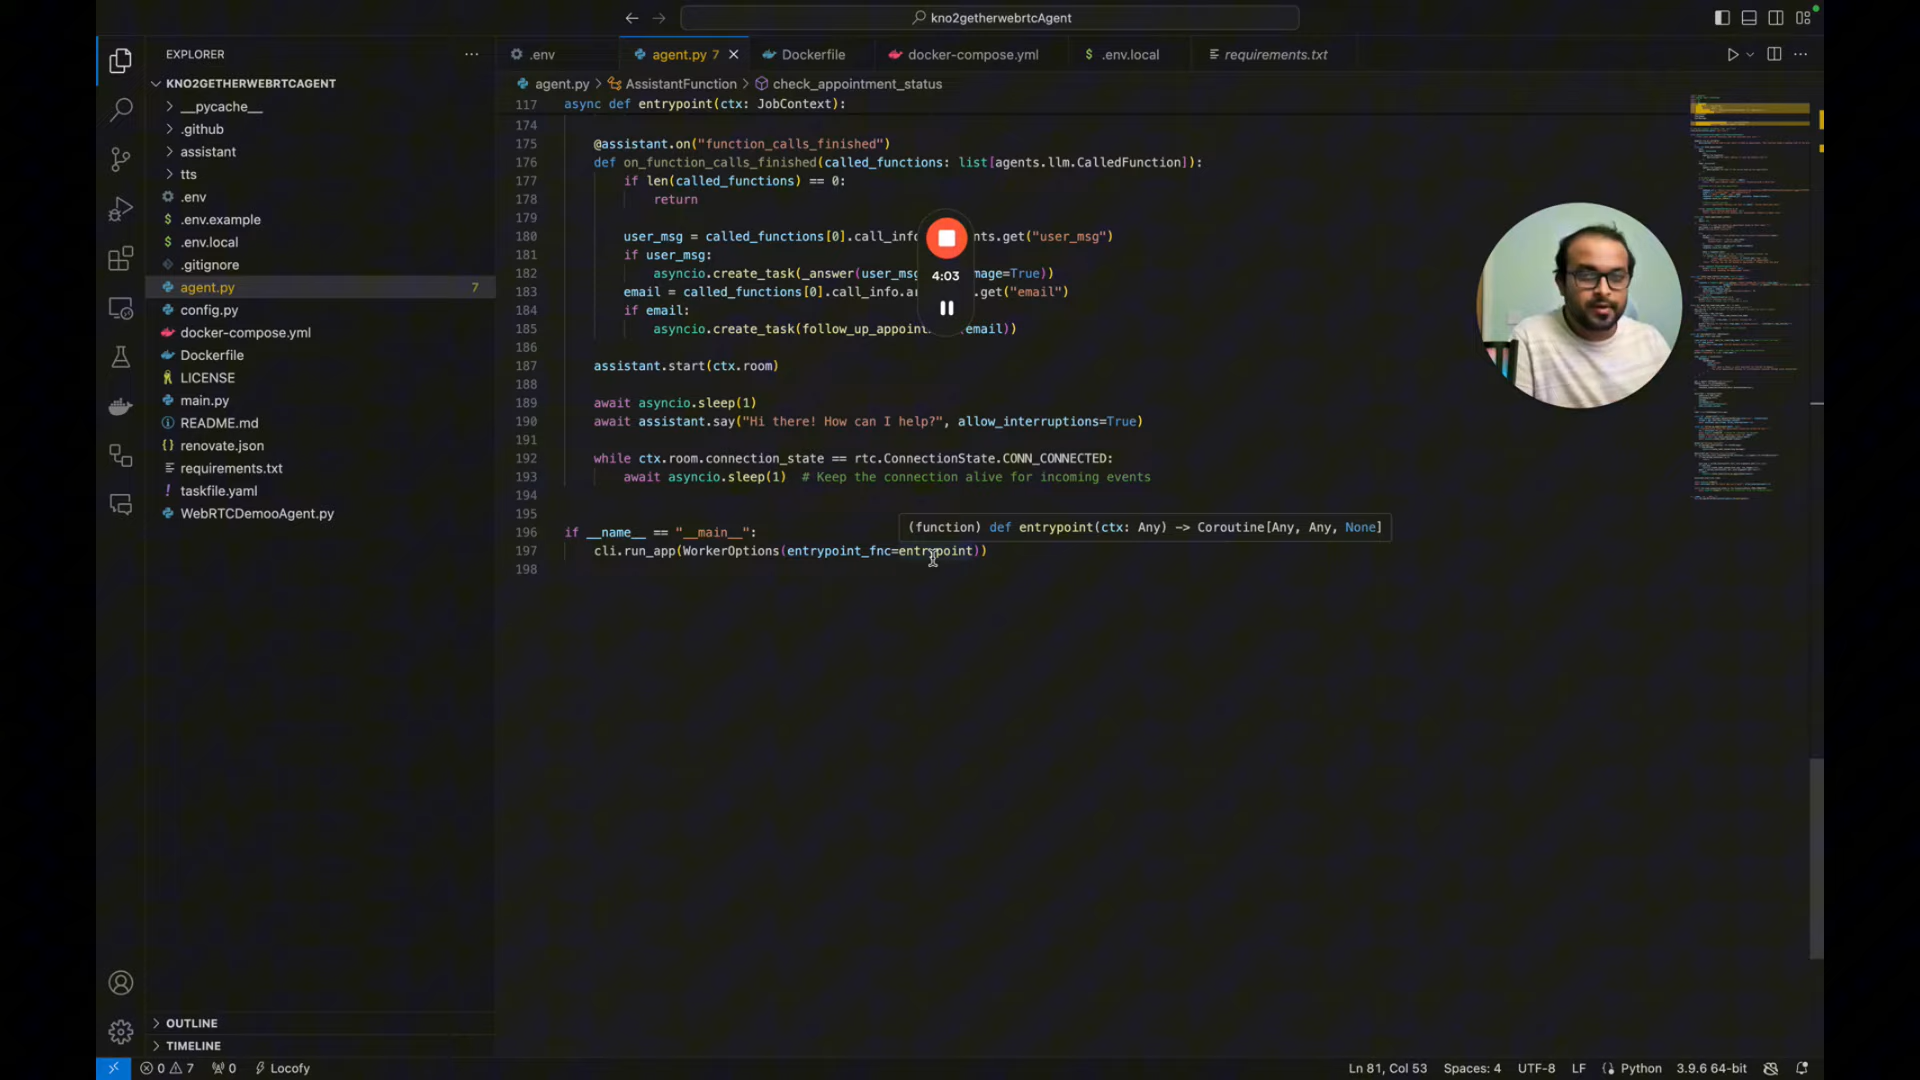 kno2getherwebrtcAgent
EXPLORER
KNO2GETHERWEBRTCAGENT
__pycache__
.github
assistant
tts
.env
.env.example
.env.local
.gitignore
agent.py 7
config.py
docker-compose.yml
Dockerfile
LICENSE
main.py
README.md
renovate.json
requirements.txt
taskfile.yaml
WebRTCDemooAgent.py
OUTLINE
TIMELINE
.env agent.py 7 Dockerfile docker-compose.yml .env.local requirements.txt
agent.py > AssistantFunction > check_appointment_status
117 async def entrypoint(ctx: JobContext):
174
175 @assistant.on("function_calls_finished")
176 def on_function_calls_finished(called_functions: list[agents.llm.CalledFunction]):
177 if len(called_functions) == 0:
178 return
179
180 user_msg = called_functions[0].call_info nts.get("user_msg")
181 if user_msg:
182 asyncio.create_task(_answer(user_msg mage=True))
183 email = called_functions[0].call_info.ar .get("email")
184 if email:
185 asyncio.create_task(follow_up_appoint email))
186
187 assistant.start(ctx.room)
188
189 await asyncio.sleep(1)
190 await assistant.say("Hi there! How can I help?", allow_interruptions=True)
191
192 while ctx.room.connection_state == rtc.ConnectionState.CONN_CONNECTED:
193 await asyncio.sleep(1) # Keep the connection alive for incoming events
194
195
(function) def entrypoint(ctx: Any) -> Coroutine[Any, Any, None]
196 if __name__ == "__main__":
197 cli.run_app(WorkerOptions(entrypoint_fnc=entrypoint))
198
4:03
0 7 0 Locofy Ln 81, Col 53 Spaces: 4 UTF-8 LF Python 3.9.6 64-bit